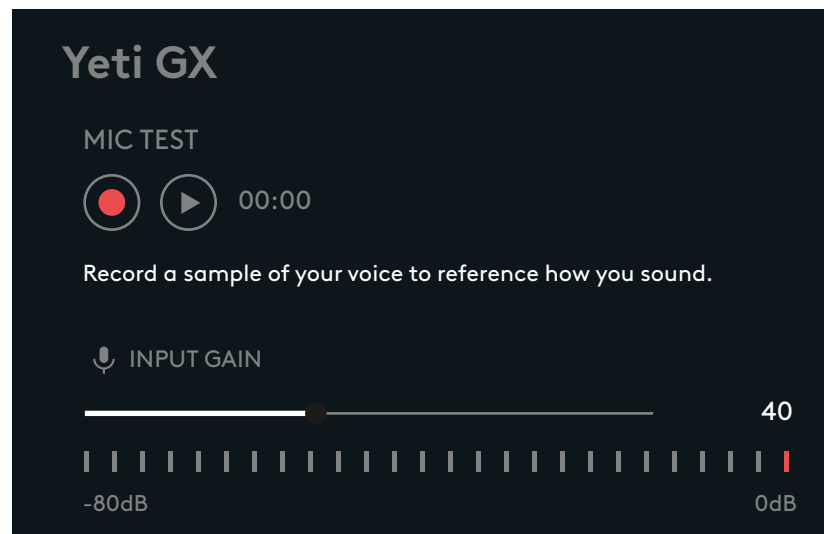 Yeti GX
MIC TEST
00:00
Record a sample of your voice to reference how you sound.
INPUT GAIN
40
-80dB 0dB